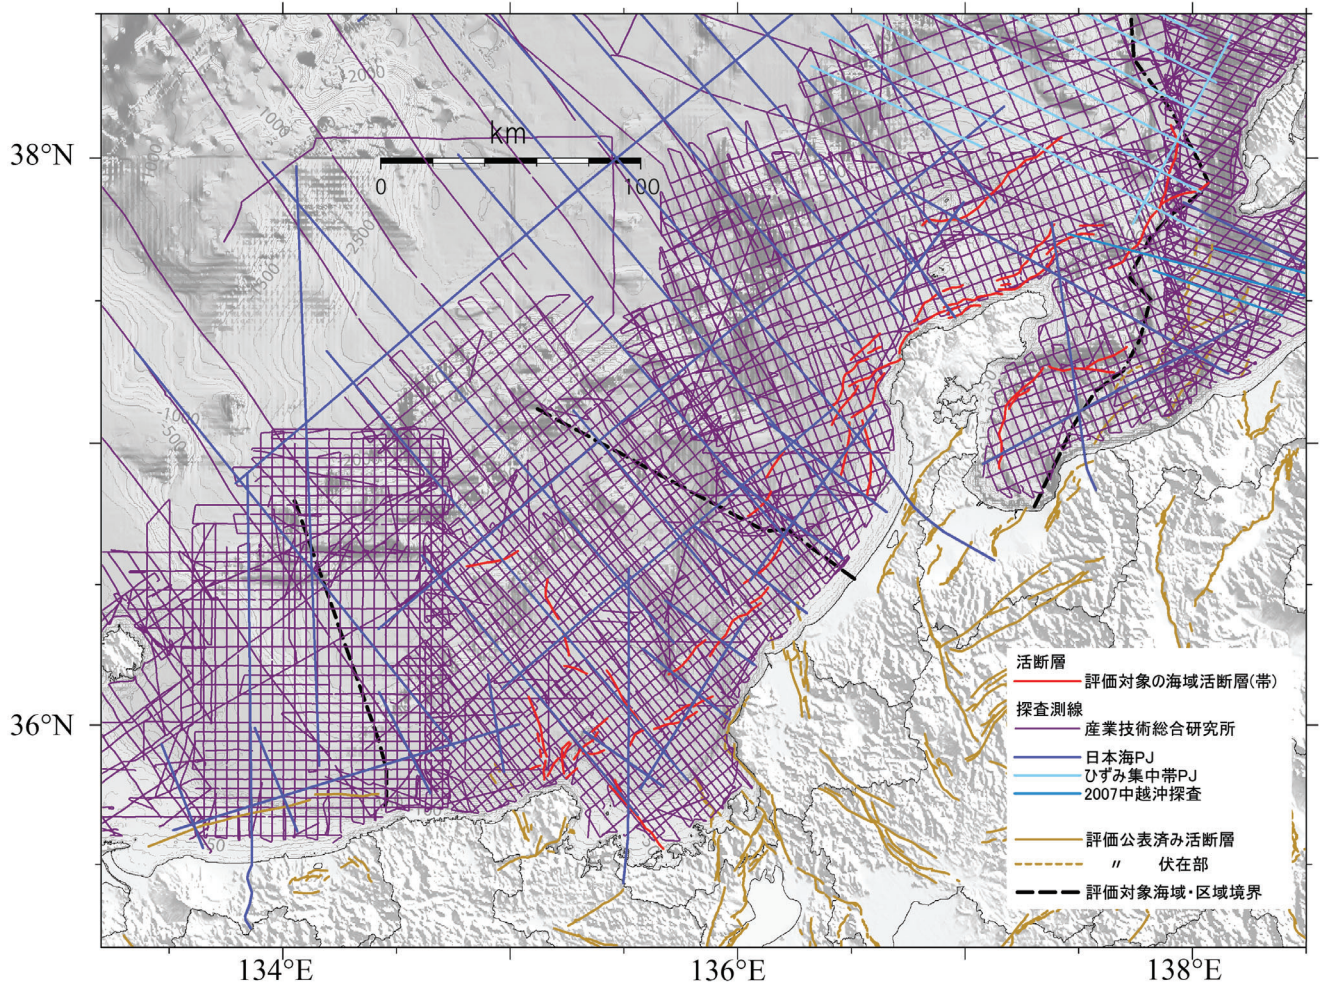 38°N
36°N
134°E
136°E
138°E
km
0
100
-2000
1000
-2500
-1000
-500
活断層
評価対象の海域活断層(帯)
探査測線
産業技術総合研究所
日本海PJ
ひずみ集中帯PJ
2007中越沖探査
評価公表済み活断層
〃 伏在部
評価対象海域・区域境界